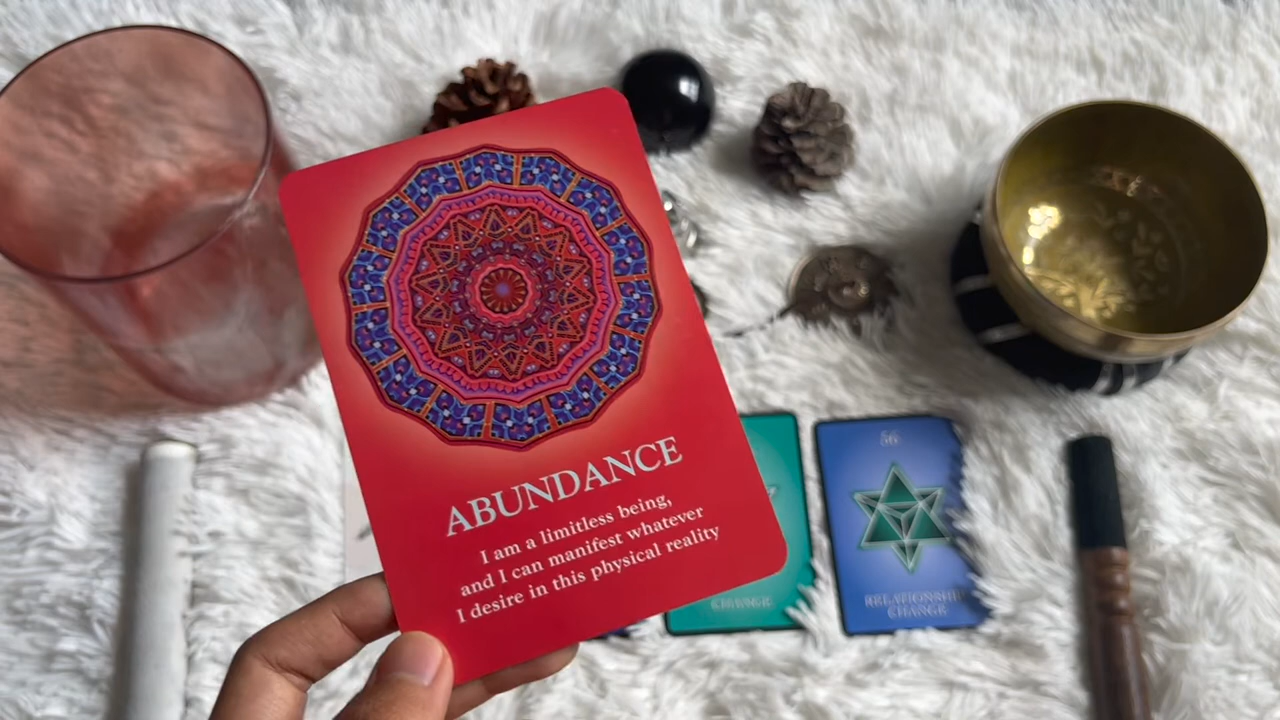 ABUNDANCE
I am a limitless being,
and I can manifest whatever
I desire in this physical reality
CHANGE
56
RELATIONSHIP
CHANGE